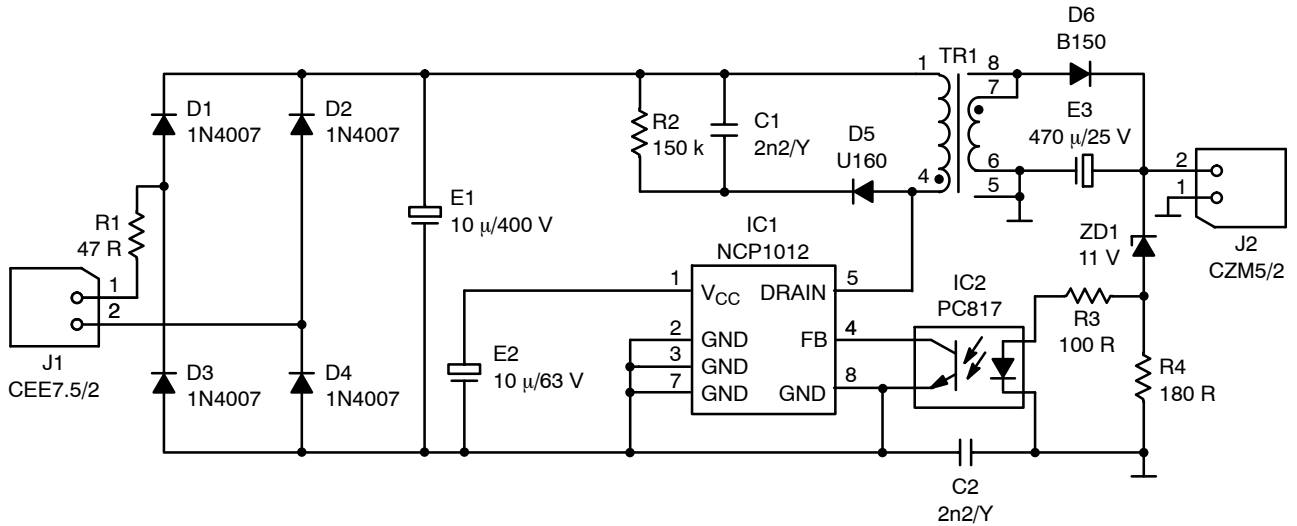 D6
B150
TR1
1
8
7
D1
1N4007
D2
1N4007
R2
150 k
C1
2n2/Y
D5
U160
E3
470 μ/25 V
4
6
5
2
1
J2
CZM5/2
R1
47 R
E1
10 μ/400 V
IC1
NCP1012
ZD1
11 V
1
2
J1
CEE7.5/2
1
VCC
DRAIN
5
IC2
PC817
R3
100 R
2
GND
FB
4
3
GND
7
GND
GND
8
E2
10 μ/63 V
D3
1N4007
D4
1N4007
R4
180 R
C2
2n2/Y